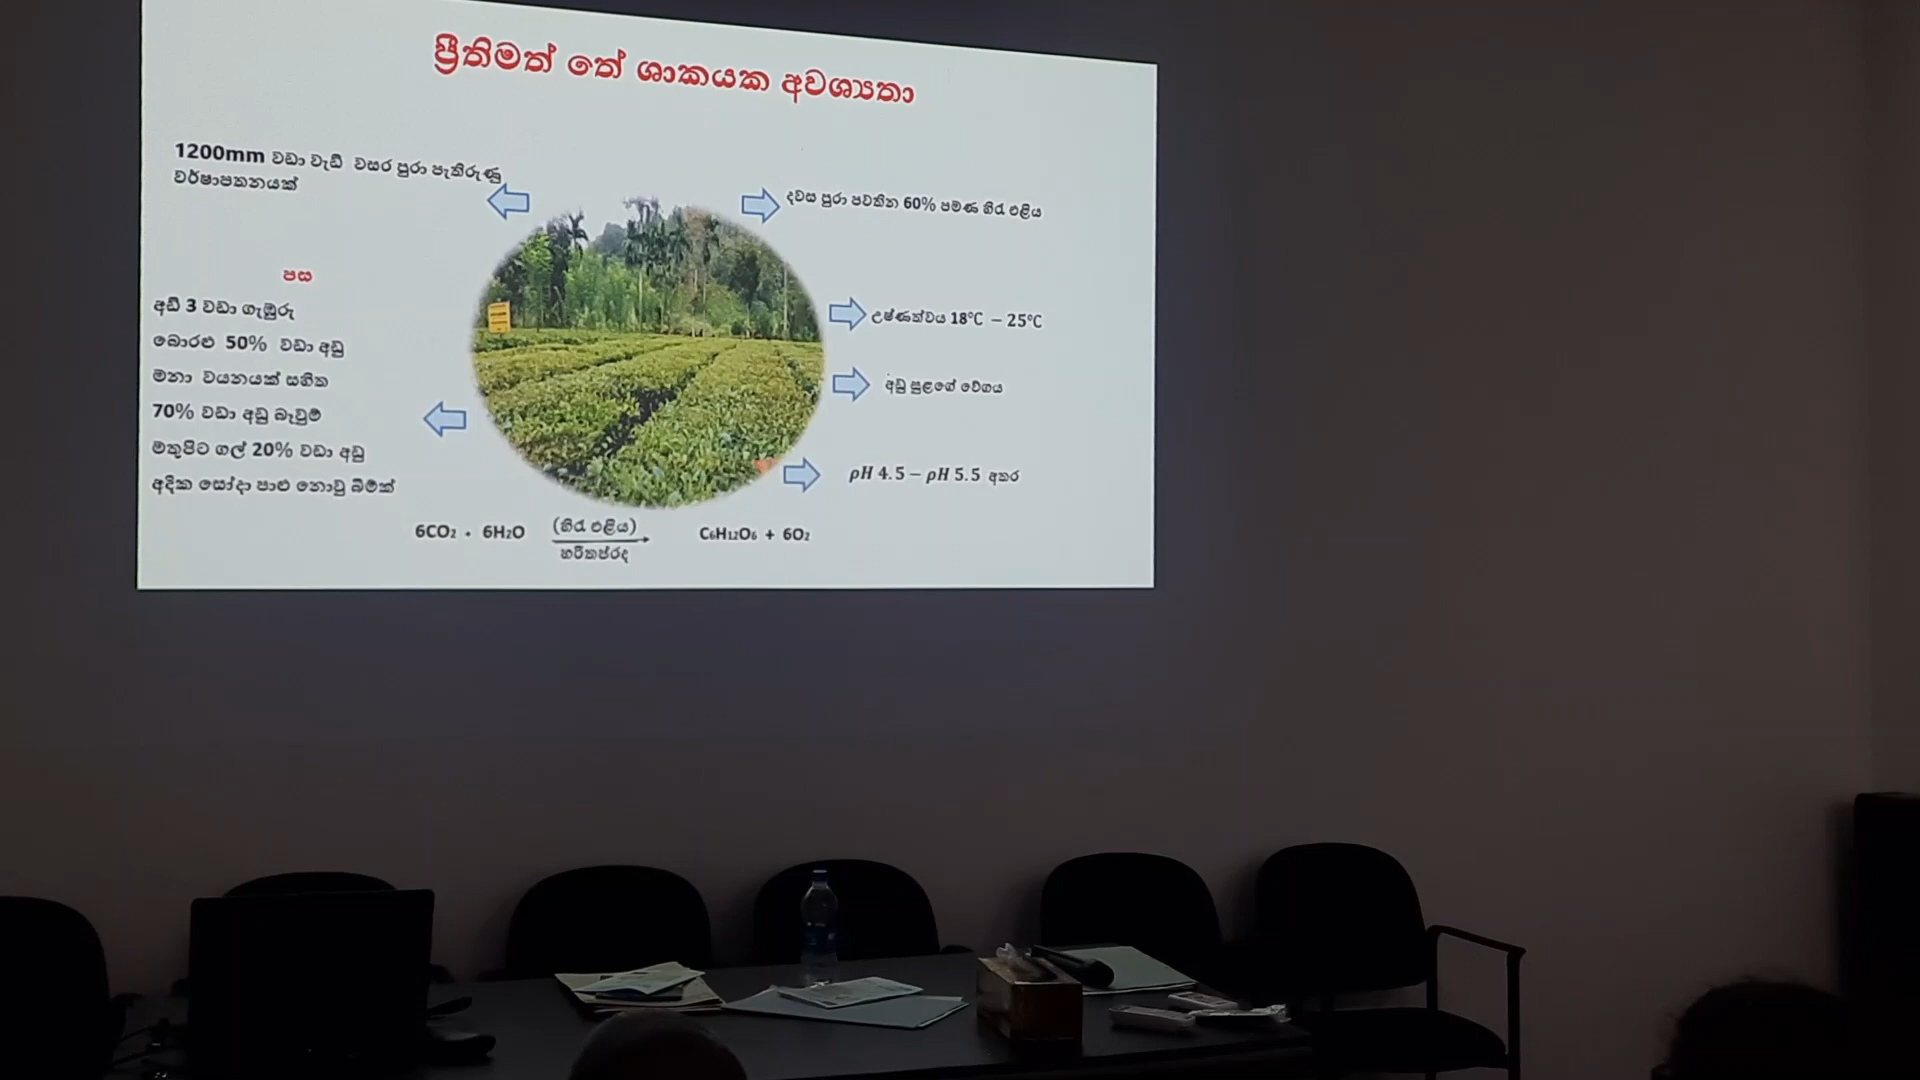 ප්‍රීතිමත් තේ ශාකයක අවශ්‍යතා
1200mm වඩා වැඩි වසර පුරා පැතිරුණු
වර්ෂාපතනයක්
දවස පුරා පවතින 60% පමණ හිරු එළිය
පස
අඩි 3 වඩා ගැඹුරු
බොරළු 50% වඩා අඩු
මනා වයනයක් සහිත
70% වඩා අඩු බෑවුම්
මතුපිට ගල් 20% වඩා අඩු
අදික සෝදා පාළු නොවු බිමක්
උෂ්ණත්වය 18°C – 25°C
අඩු සුළගේ වේගය
pH 4.5 – pH 5.5 අතර
6CO₂ + 6H₂O (හිරු එළිය) C₆H₁₂O₆ + 6O₂
හරිතප්රද